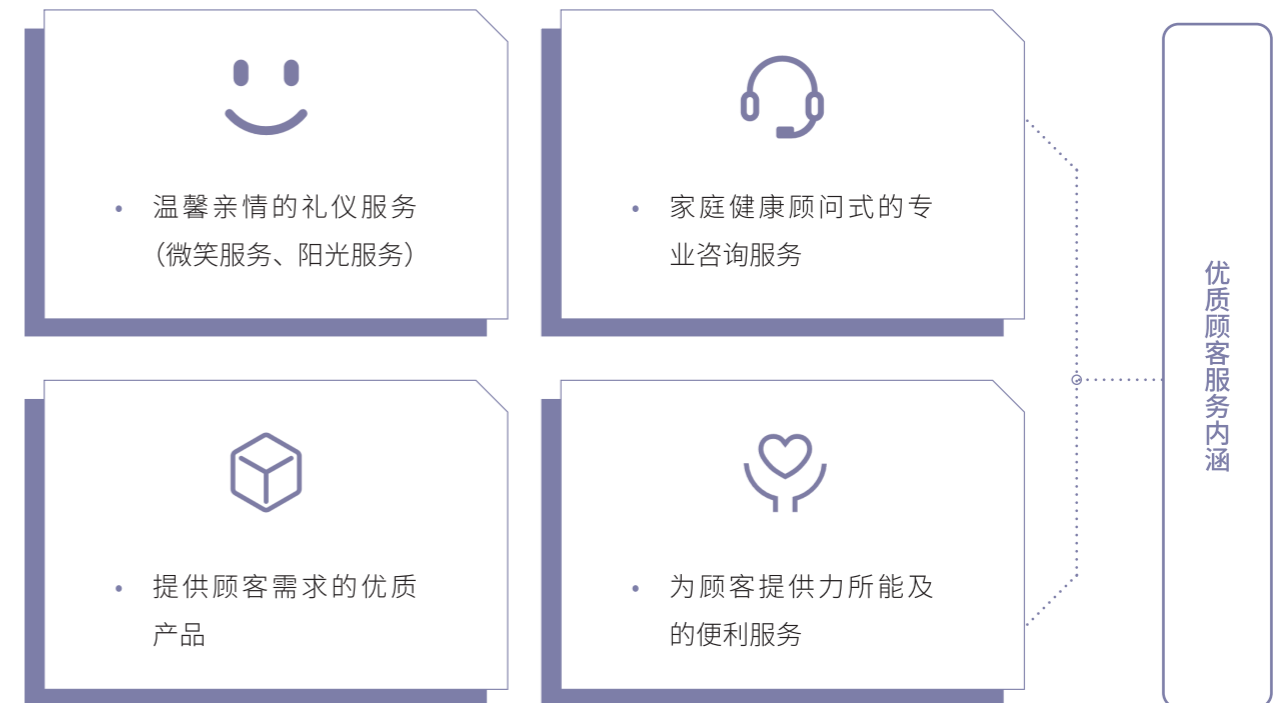 • 温馨亲情的礼仪服务
（微笑服务、阳光服务）
• 家庭健康顾问式的专
业咨询服务
• 提供顾客需求的优质
产品
• 为顾客提供力所能及
的便利服务
优质顾客服务内涵